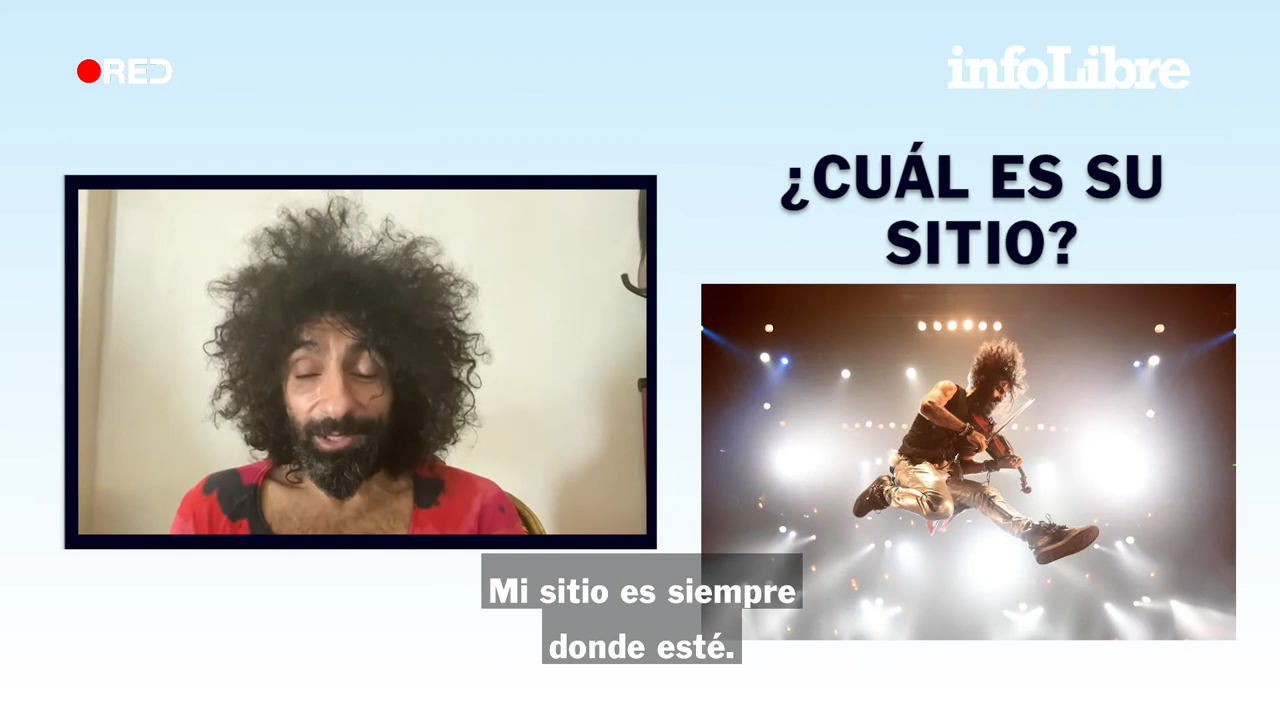 RED
infoLibre
¿CUÁL ES SU
SITIO?
Mi sitio es siempre
donde esté.